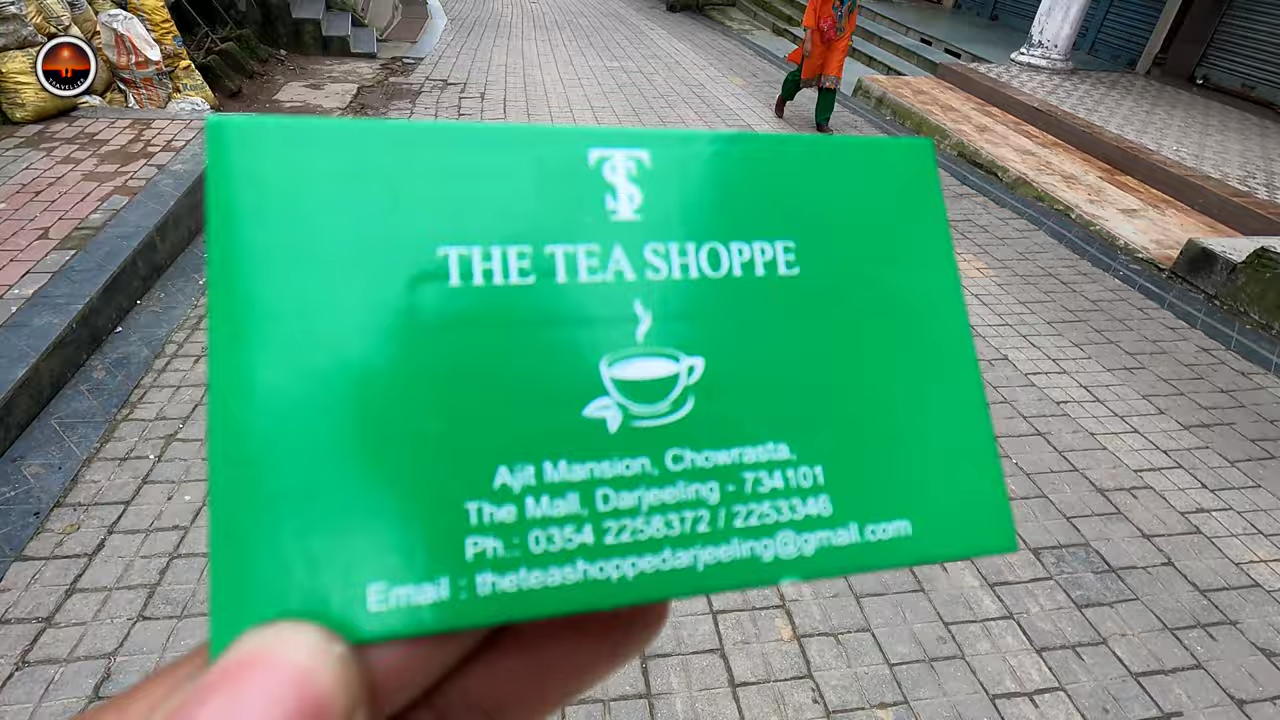 TRAVELLER
TS
THE TEA SHOPPE
Ajit Mansion, Chowrasta,
The Mall, Darjeeling - 734101
Ph.: 0354 2258372 / 2253346
Email : theteashoppedarjeeling@gmail.com